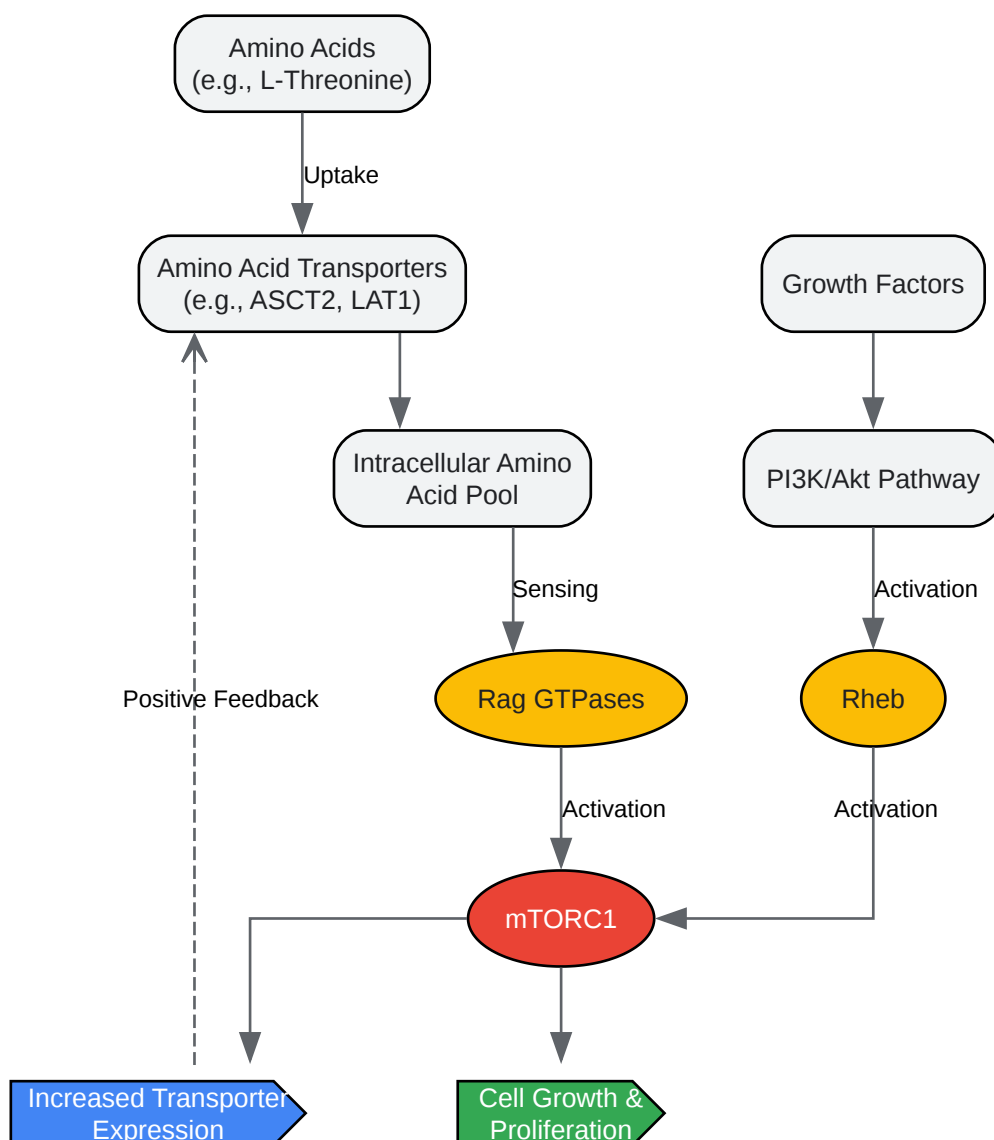 Amino Acids
(e.g., L-Threonine)
Uptake
Amino Acid Transporters
(e.g., ASCT2, LAT1)
Growth Factors
Intracellular Amino
Acid Pool
PI3K/Akt Pathway
Sensing
Activation
Positive Feedback
Rag GTPases
Rheb
Activation
Activation
mTORC1
Increased Transporter
Expression
Cell Growth &
Proliferation